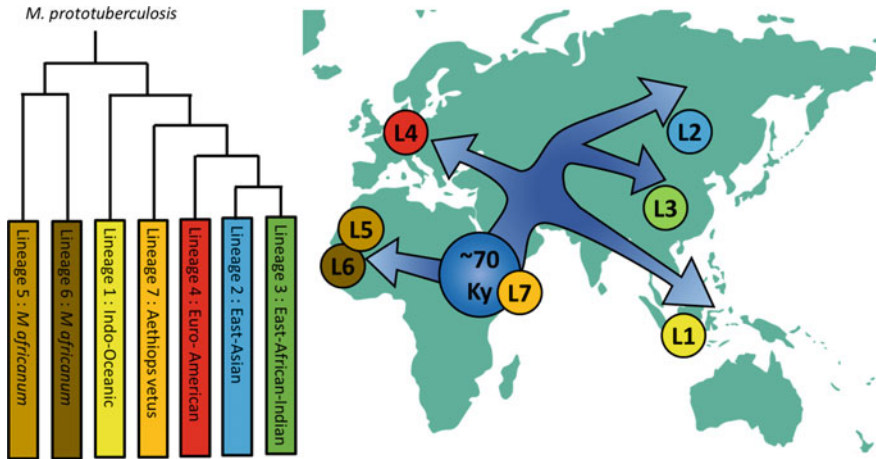 M. prototuberculosis
Lineage 5 : M africanum
Lineage 6 : M africanum
Lineage 1 : Indo-Oceanic
Lineage 7 : Aethiops vetus
Lineage 4 : Euro- American
Lineage 2 : East-Asian
Lineage 3 : East-African-Indian
L4
L2
L3
L5
L6
~70
Ky
L7
L1